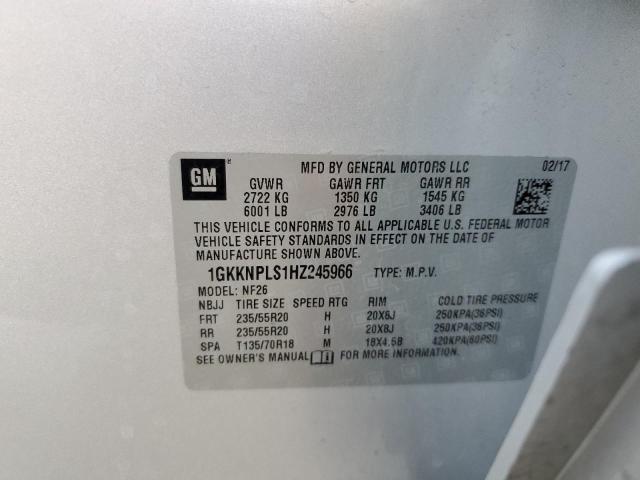 GM
MFD BY GENERAL MOTORS LLC 02/17
GVWR GAWR FRT GAWR RR
2722 KG 1350 KG 1545 KG
6001 LB 2976 LB 3406 LB
THIS VEHICLE CONFORMS TO ALL APPLICABLE U.S. FEDERAL MOTOR
VEHICLE SAFETY STANDARDS IN EFFECT ON THE DATE OF
MANUFACTURE SHOWN ABOVE.
1GKKNPLS1HZ245966 TYPE: M.P.V.
MODEL: NF26
NBJJ TIRE SIZE SPEED RTG RIM COLD TIRE PRESSURE
FRT 235/55R20 H 20X8J 250KPA(36PSI)
RR 235/55R20 H 20X8J 250KPA(36PSI)
SPA T135/70R18 M 18X4.5B 420KPA(60PSI)
SEE OWNER'S MANUAL FOR MORE INFORMATION.